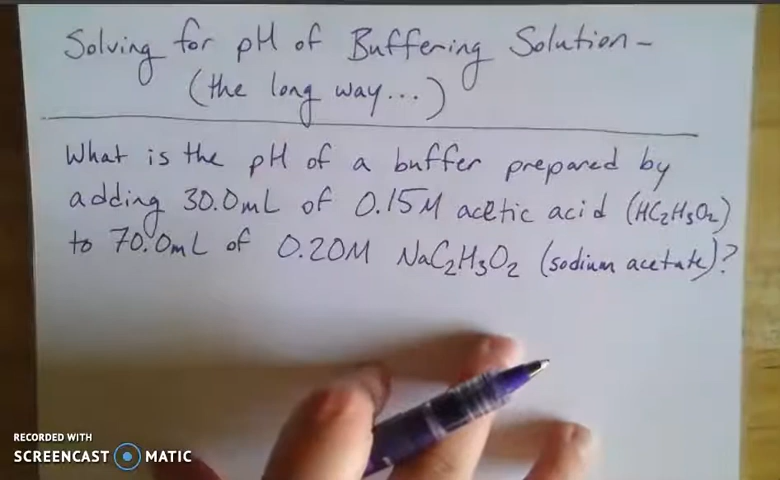 Solving for pH of Buffering Solution -
(the long way...)
What is the pH of a buffer prepared by
adding 30.0mL of 0.15M acetic acid (HC₂H₃O₂)
to 70.0mL of 0.20M NaC₂H₃O₂ (sodium acetate)?
RECORDED WITH
SCREENCAST MATIC